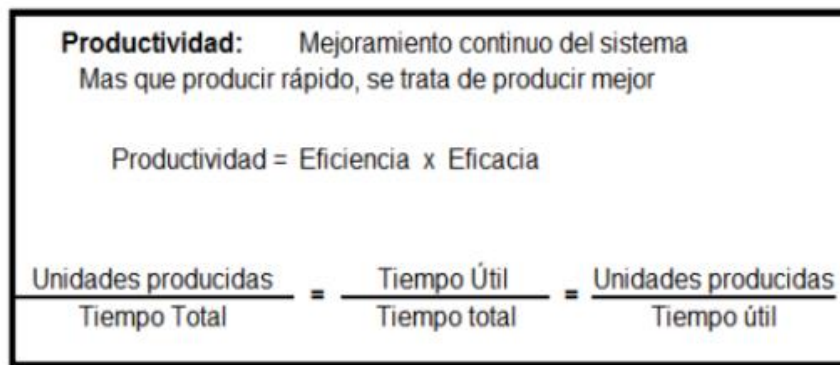 Productividad: Mejoramiento continuo del sistema
Mas que producir rápido, se trata de producir mejor
Productividad = Eficiencia x Eficacia
Unidades producidas = Tiempo Útil = Unidades producidas
Tiempo Total Tiempo total Tiempo útil